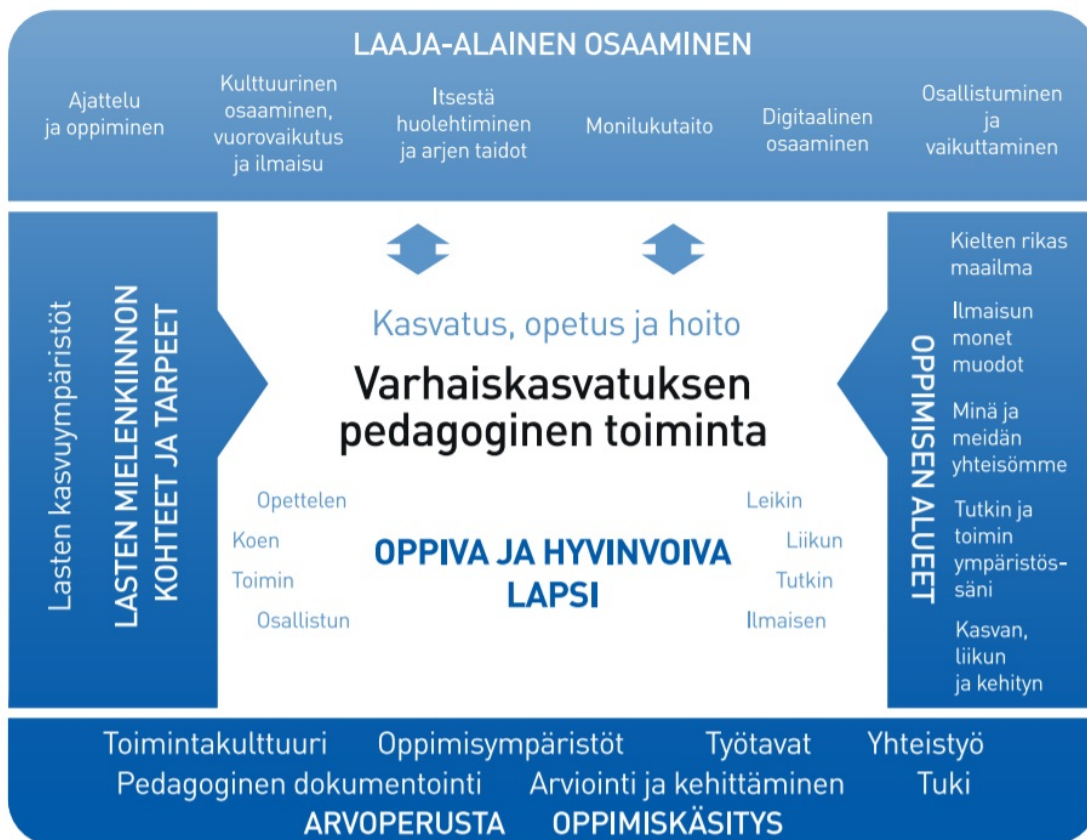 LAAJA-ALAINEN OSAAMINEN
Ajattelu
ja oppiminen
Kulttuurinen
osaaminen,
vuorovaikutus
ja ilmaisu
Itsestä
huolehtiminen
ja arjen taidot
Monilukutaito
Digitaalinen
osaaminen
Osallistuminen
ja
vaikuttaminen
Lasten kasvuympäristöt
LASTEN MIELENKIINNON
KOHTEET JA TARPEET
Kasvatus, opetus ja hoito
Varhaiskasvatuksen
pedagoginen toiminta
Opettelen
Koen
Toimin
Osallistun
OPPIVA JA HYVINVOIVA
LAPSI
Leikin
Liikun
Tutkin
Ilmaisen
OPPIMISEN ALUEET
Kielten rikas
maailma
Ilmaisun
monet
muodot
Minä ja
meidän
yhteisömme
Tutkin ja
toimin
ympäristös-
säni
Kasvan,
liikun
ja kehityn
Toimintakulttuuri Oppimisympäristöt Työtavat Yhteistyö
Pedagoginen dokumentointi Arviointi ja kehittäminen Tuki
ARVOPERUSTA OPPIMISKÄSITYS